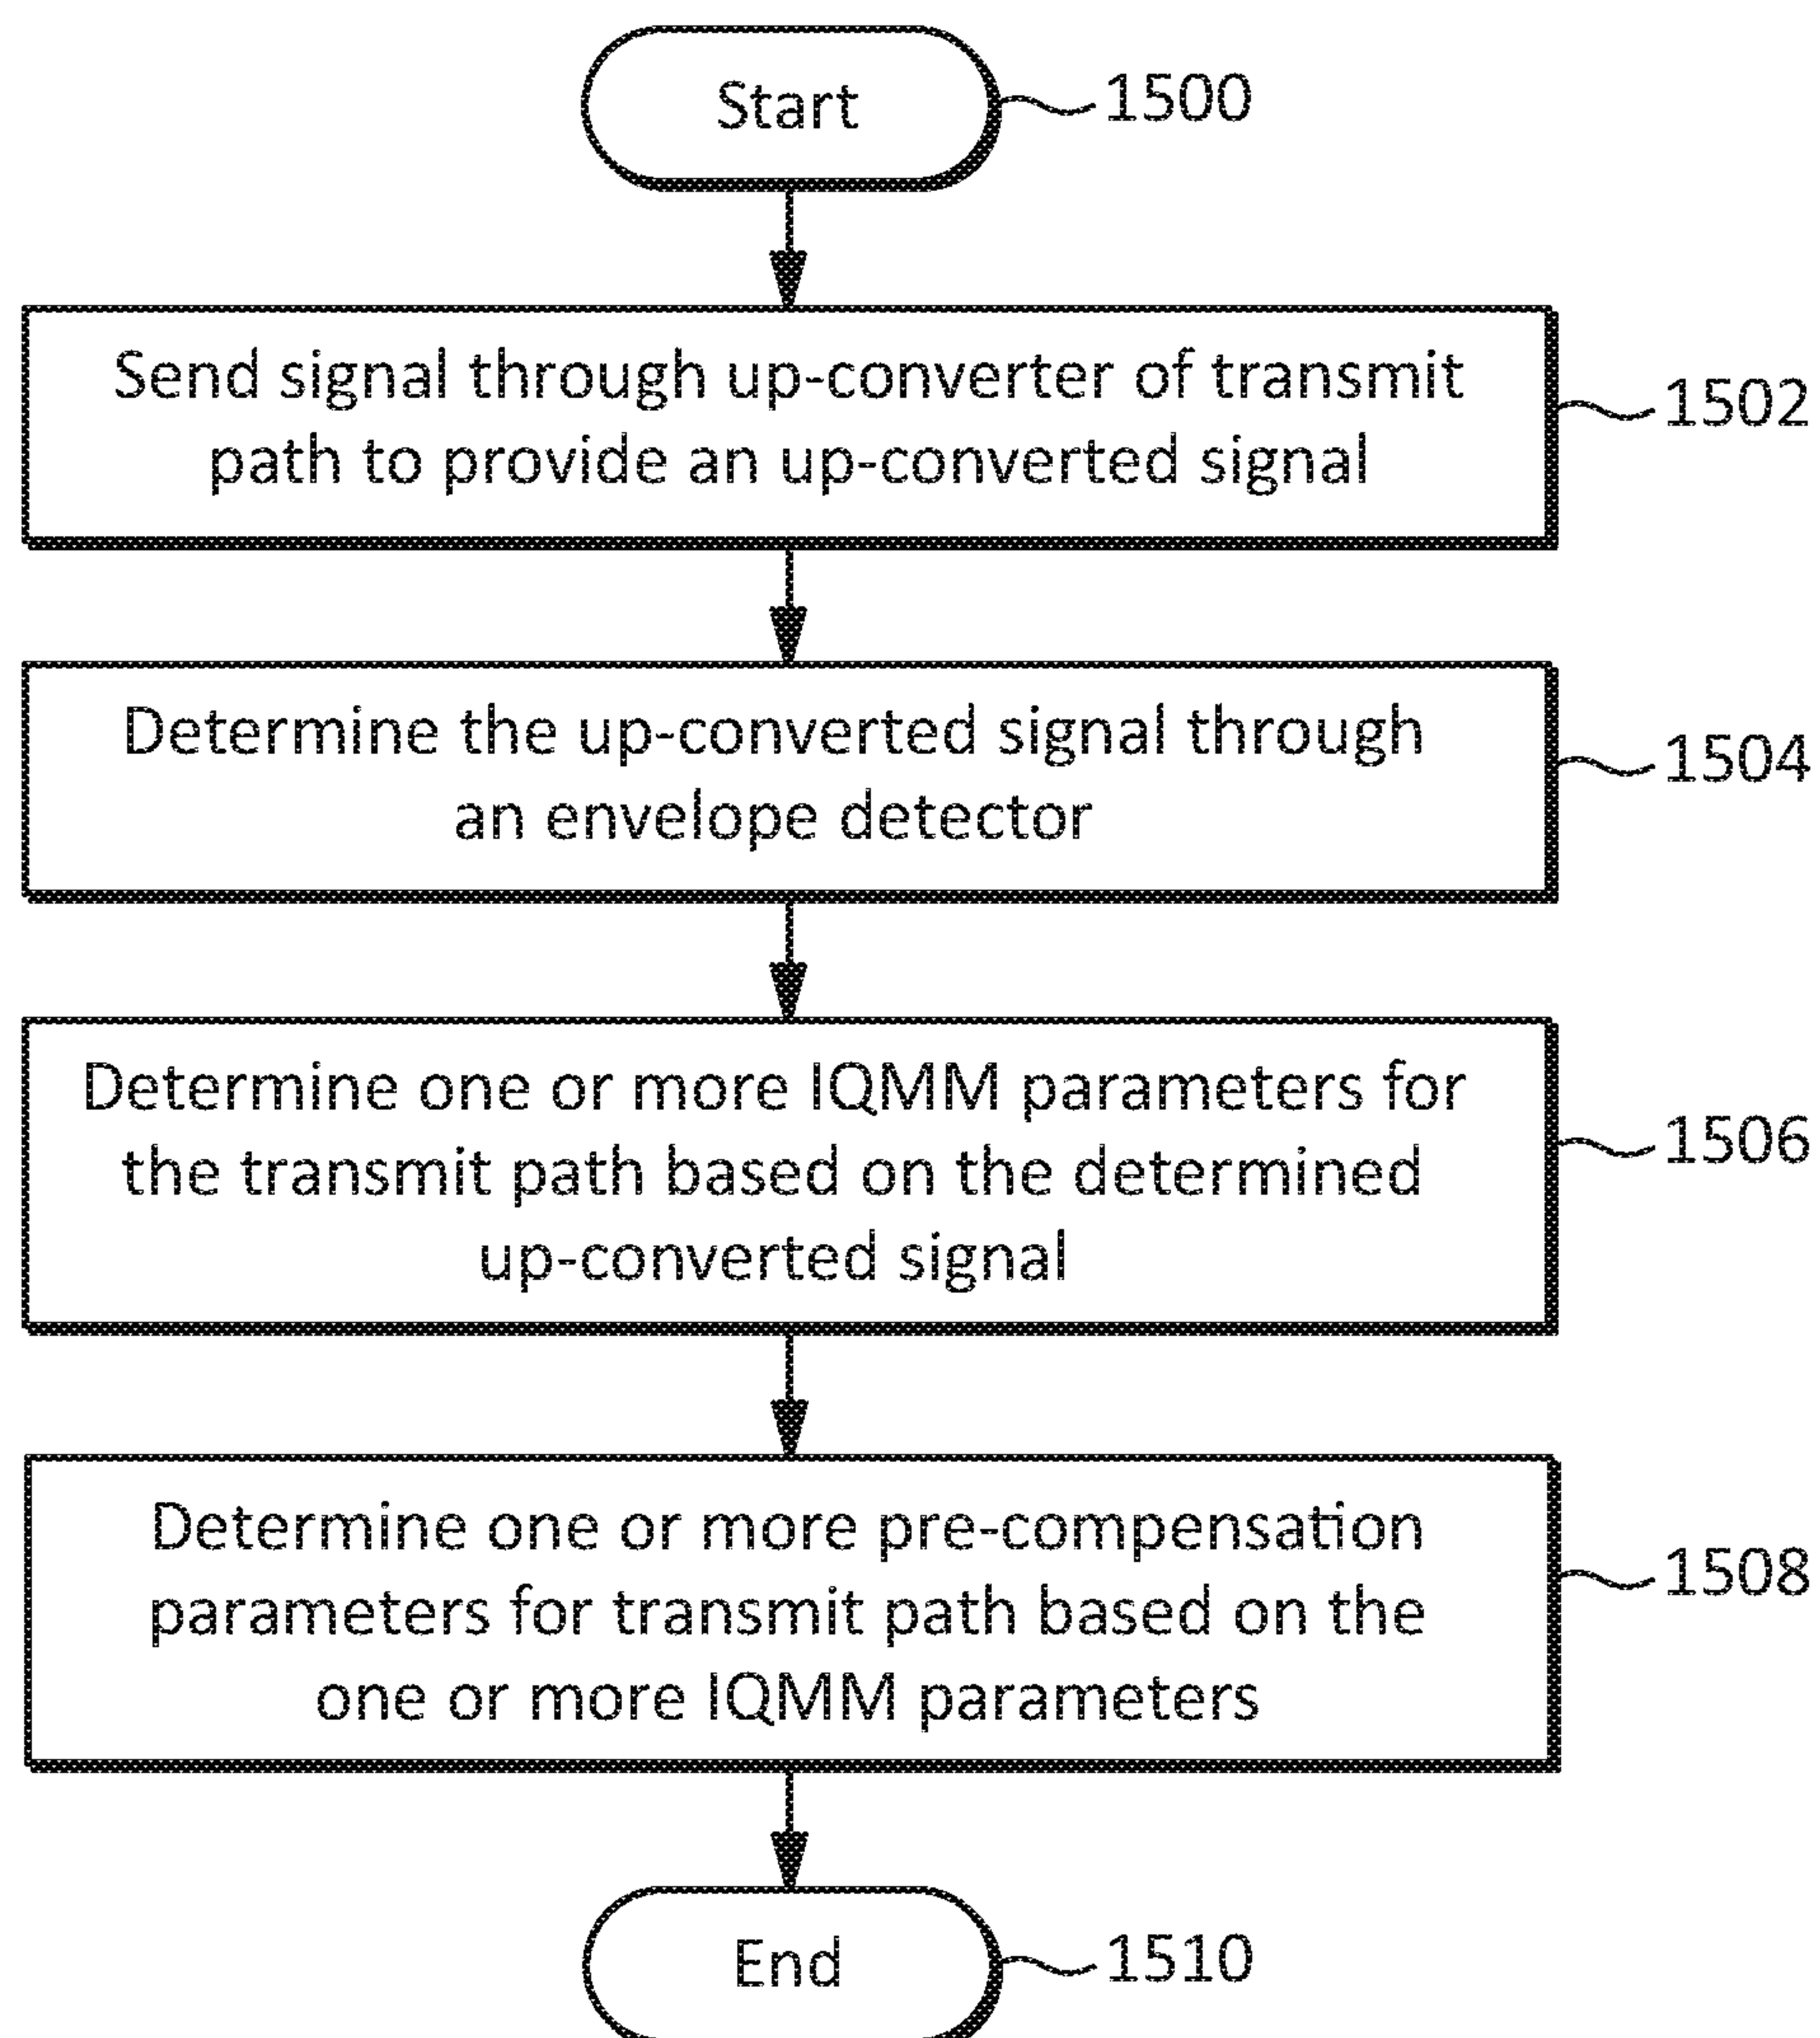 Start
1500
Send signal through up-converter of transmit
path to provide an up-converted signal
1502
Determine the up-converted signal through
an envelope detector
1504
Determine one or more IQMM parameters for
the transmit path based on the determined
up-converted signal
1506
Determine one or more pre-compensation
parameters for transmit path based on the
one or more IQMM parameters
1508
End
1510